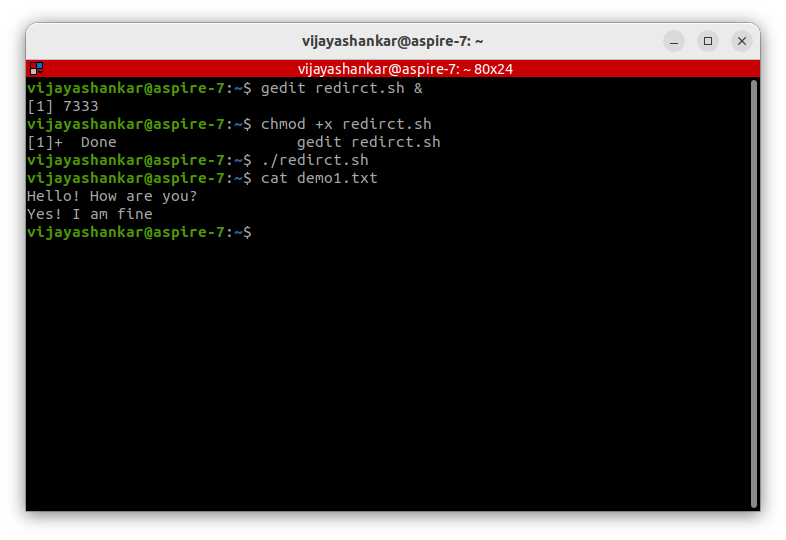 vijayashankar@aspire-7: ~
vijayashankar@aspire-7: ~ 80x24
vijayashankar@aspire-7:~$ gedit redirct.sh &
[1] 7333
vijayashankar@aspire-7:~$ chmod +x redirct.sh
[1]+  Done                    gedit redirct.sh
vijayashankar@aspire-7:~$ ./redirct.sh
vijayashankar@aspire-7:~$ cat demo1.txt
Hello! How are you?
Yes! I am fine
vijayashankar@aspire-7:~$